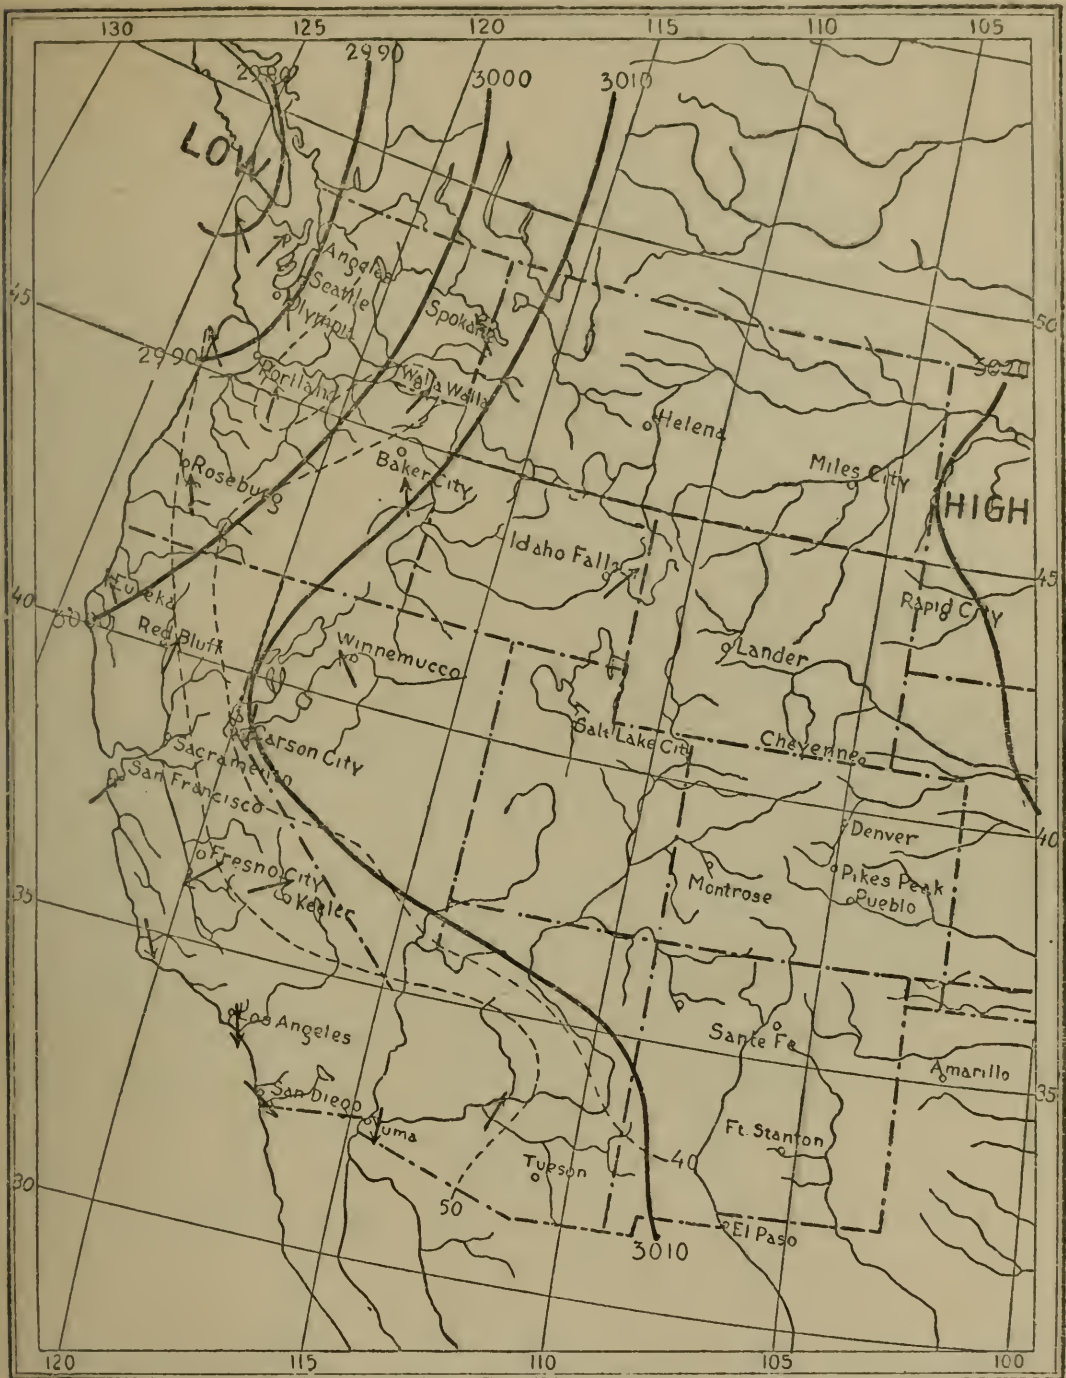 130 125 120 115 110 105
2980
2990
3000
3010
LOW
Angeles
Seattle
Olympia
Spokane
45
50
2990
3020
Portland
Walla Walla
Helena
Roseburg
Baker City
Miles City
HIGH
Idaho Falls
45
Eureka
40
Rapid City
Red Bluff
Winnemucco
Lander
Salt Lake City
Carson City
Cheyenne
Sacramento
San Francisco
Denver
40
Fresno City
Pikes Peak
Montrose
Pueblo
35
Keeler
Los Angeles
Sante Fe
Amarillo
San Diego
35
Yuma
Ft. Stanton
40
Tueson
30
50
El Paso
3010
120 115 110 105 100